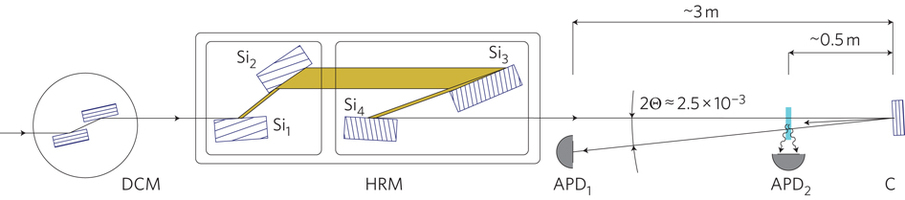 ~3 m
~0.5 m
Si₂
Si₃
2Θ ≈ 2.5 × 10⁻³
Si₄
Si₁
DCM
HRM
APD₁
APD₂
C